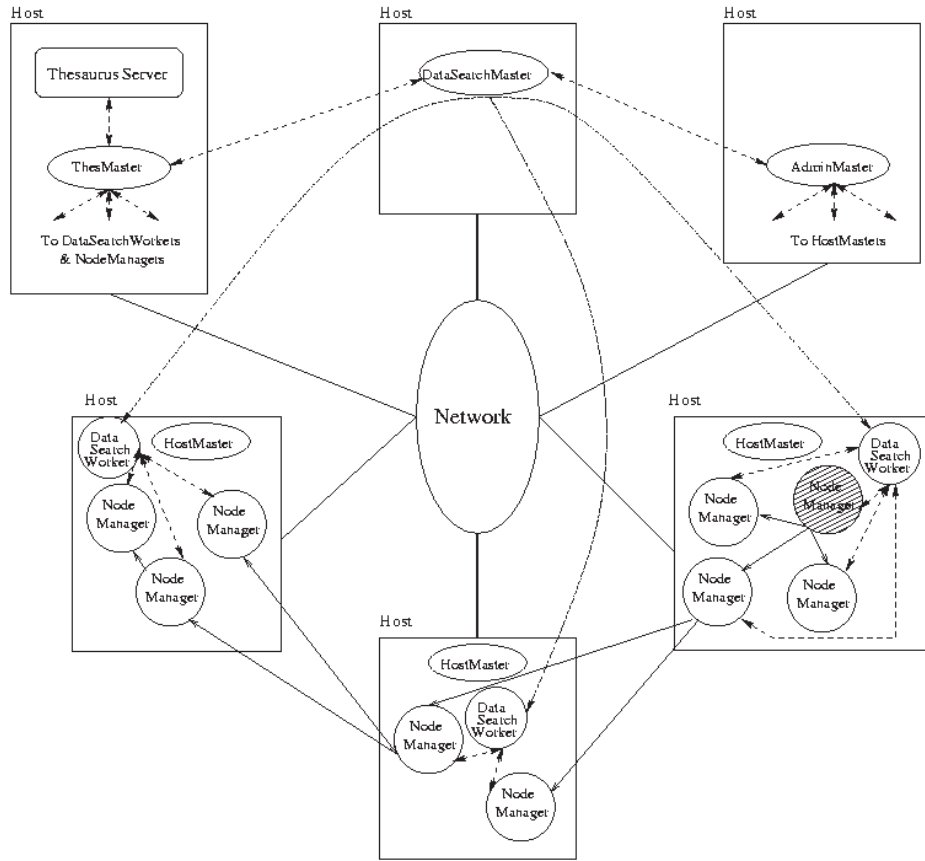 Host
Host
Host
Thesaurus Server
DataSearchMaster
ThesMaster
AdminMaster
To DataSearchWorkers
& NodeManagers
To HostMasters
Network
Host
Data
Search
Worker
HostMaster
Node
Manager
Node
Manager
Node
Manager
Host
HostMaster
Data
Search
Worker
Node
Manager
Node
Manager
Node
Manager
Node
Manager
Host
HostMaster
Node
Manager
Data
Search
Worker
Node
Manager